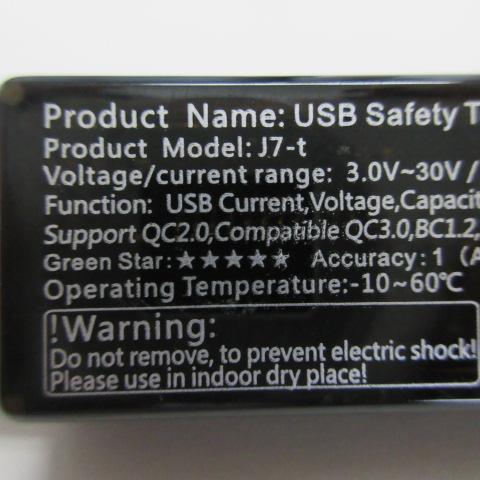 Product Name: USB Safety T
Product Model: J7-t
Voltage/current range: 3.0V~30V /
Function: USB Current,Voltage,Capacit
Support QC2.0,Compatible QC3.0,BC1.2,
Green Star:★★★★★ Accuracy: 1 (A
Operating Temperature:-10~60℃
!Warning:
Do not remove, to prevent electric shock!
Please use in indoor dry place!